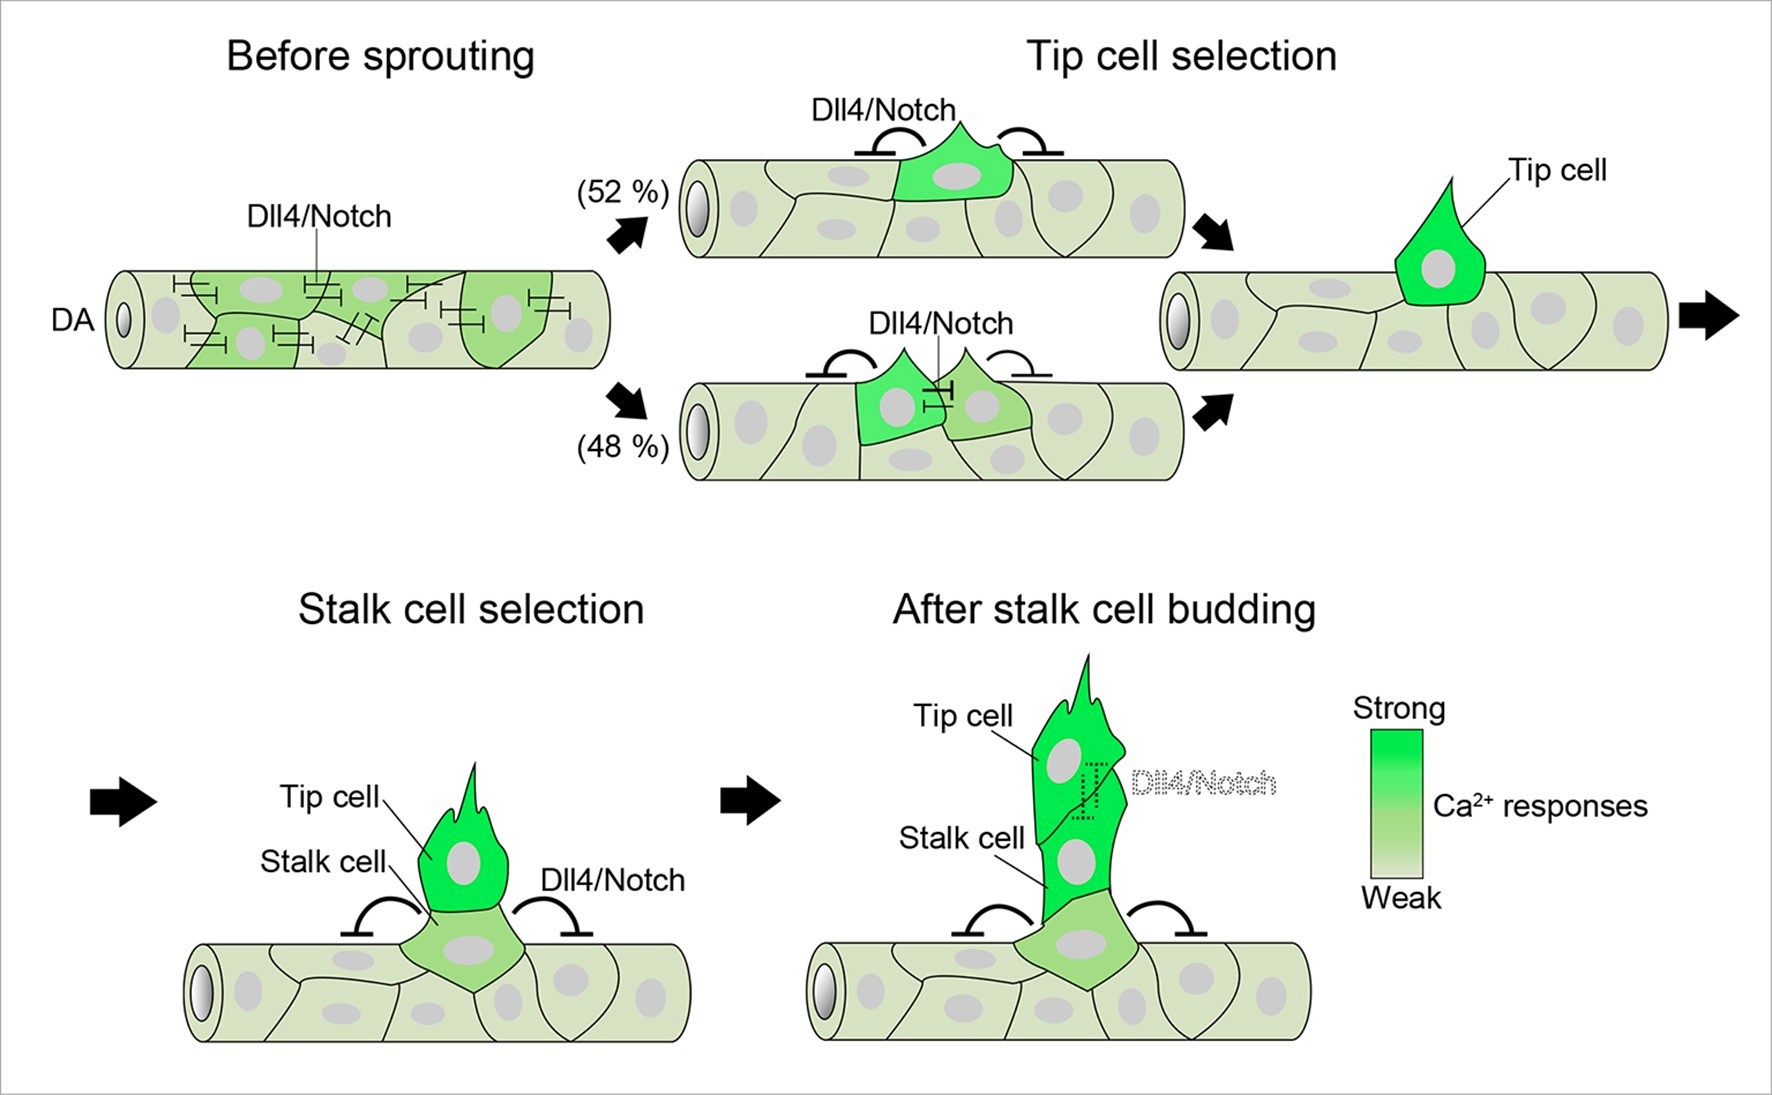 Before sprouting
Tip cell selection
Dll4/Notch
DA
(52 %)
Dll4/Notch
(48 %)
Dll4/Notch
Tip cell
Stalk cell selection
After stalk cell budding
Tip cell
Stalk cell
Dll4/Notch
Tip cell
Dll4/Notch
Stalk cell
Strong
Ca²⁺ responses
Weak